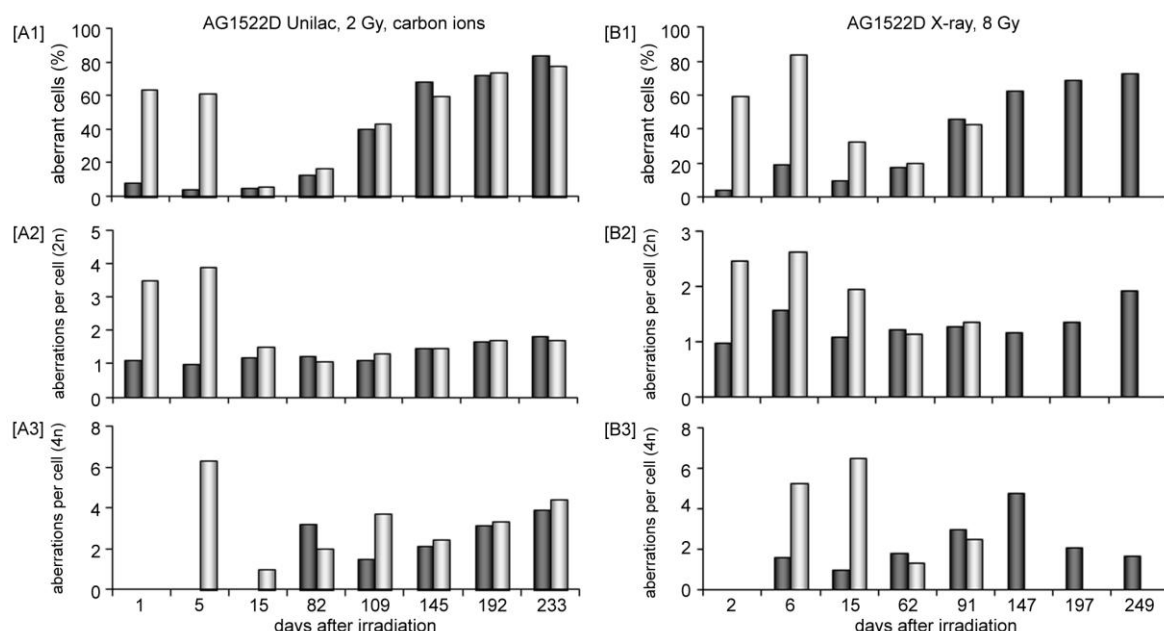 AG1522D Unilac, 2 Gy, carbon ions
[A1]
aberrant cells (%)
100
80
60
40
20
0
[A2]
aberrations per cell (2n)
5
4
3
2
1
0
[A3]
aberrations per cell (4n)
8
6
4
2
0
1 5 15 82 109 145 192 233
days after irradiation
AG1522D X-ray, 8 Gy
[B1]
aberrant cells (%)
100
80
60
40
20
0
[B2]
aberrations per cell (2n)
3
2
1
0
[B3]
aberrations per cell (4n)
8
6
4
2
0
2 6 15 62 91 147 197 249
days after irradiation